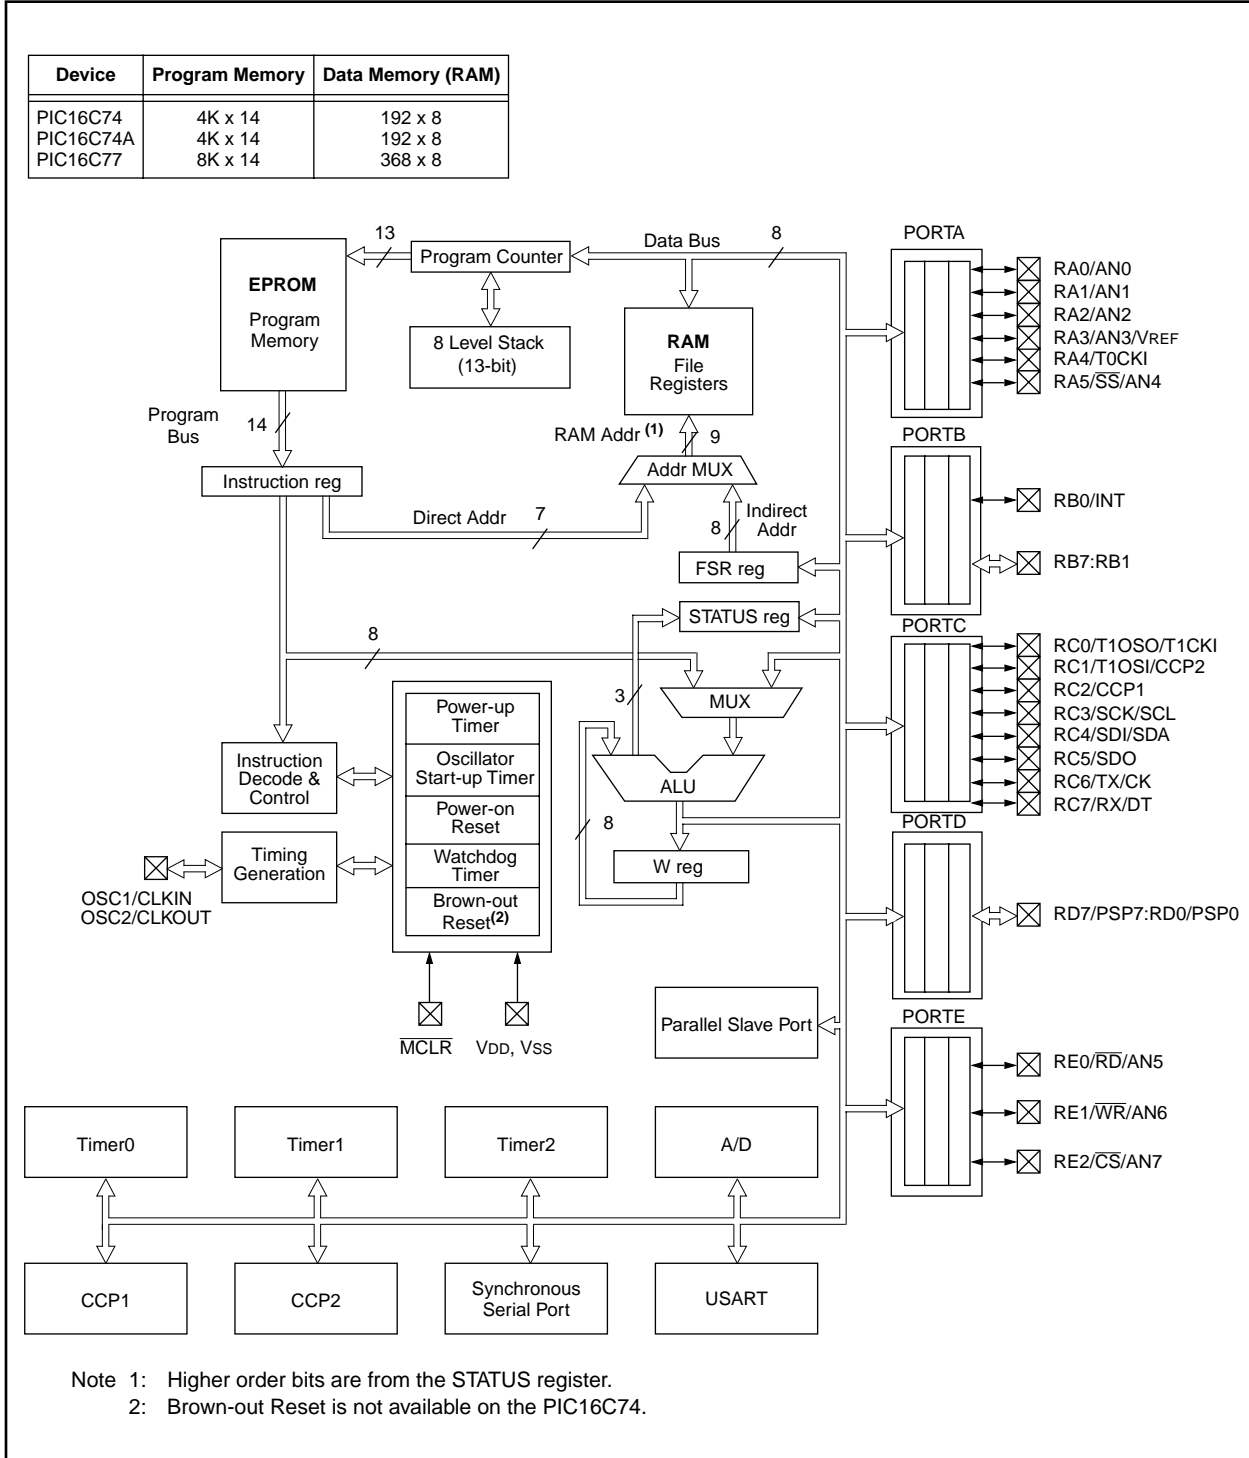 Device Program Memory Data Memory (RAM)
PIC16C74 4K x 14 192 x 8
PIC16C74A 4K x 14 192 x 8
PIC16C77 8K x 14 368 x 8
EPROM
Program
Memory
13
Program Counter
8 Level Stack
(13-bit)
Data Bus
8
RAM
File
Registers
Program
Bus
14
RAM Addr (1)
9
Addr MUX
Instruction reg
Direct Addr
7
8
Indirect
Addr
FSR reg
STATUS reg
8
3
MUX
ALU
8
W reg
Power-up
Timer
Oscillator
Start-up Timer
Power-on
Reset
Watchdog
Timer
Brown-out
Reset(2)
Instruction
Decode &
Control
Timing
Generation
OSC1/CLKIN
OSC2/CLKOUT
MCLR
VDD, VSS
Parallel Slave Port
PORTA
RA0/AN0
RA1/AN1
RA2/AN2
RA3/AN3/VREF
RA4/T0CKI
RA5/SS/AN4
PORTB
RB0/INT
RB7:RB1
PORTC
RC0/T1OSO/T1CKI
RC1/T1OSI/CCP2
RC2/CCP1
RC3/SCK/SCL
RC4/SDI/SDA
RC5/SDO
RC6/TX/CK
RC7/RX/DT
PORTD
RD7/PSP7:RD0/PSP0
PORTE
RE0/RD/AN5
RE1/WR/AN6
RE2/CS/AN7
Timer0
Timer1
Timer2
A/D
CCP1
CCP2
Synchronous
Serial Port
USART
Note 1: Higher order bits are from the STATUS register.
2: Brown-out Reset is not available on the PIC16C74.